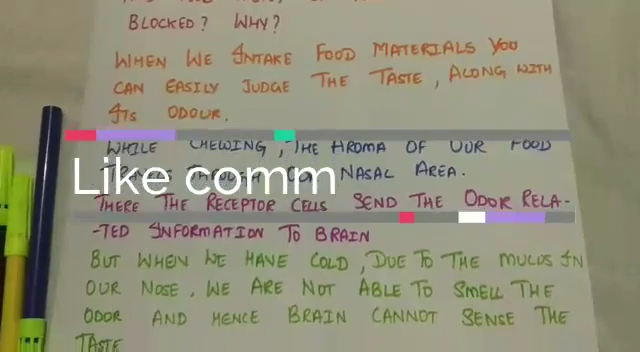 BLOCKED? WHY?
WHEN WE INTAKE FOOD MATERIALS YOU
CAN EASILY JUDGE THE TASTE, ALONG WITH
ITS ODOUR.
WHILE CHEWING, THE AROMA OF OUR FOOD
TRAVELS THROUGH OUR NASAL AREA.
Like comm
THERE THE RECEPTOR CELLS SEND THE ODOR RELA-
-TED INFORMATION TO BRAIN
BUT WHEN WE HAVE COLD, DUE TO THE MUCUS IN
OUR NOSE, WE ARE NOT ABLE TO SMELL THE
ODOR AND HENCE BRAIN CANNOT SENSE THE
TASTE